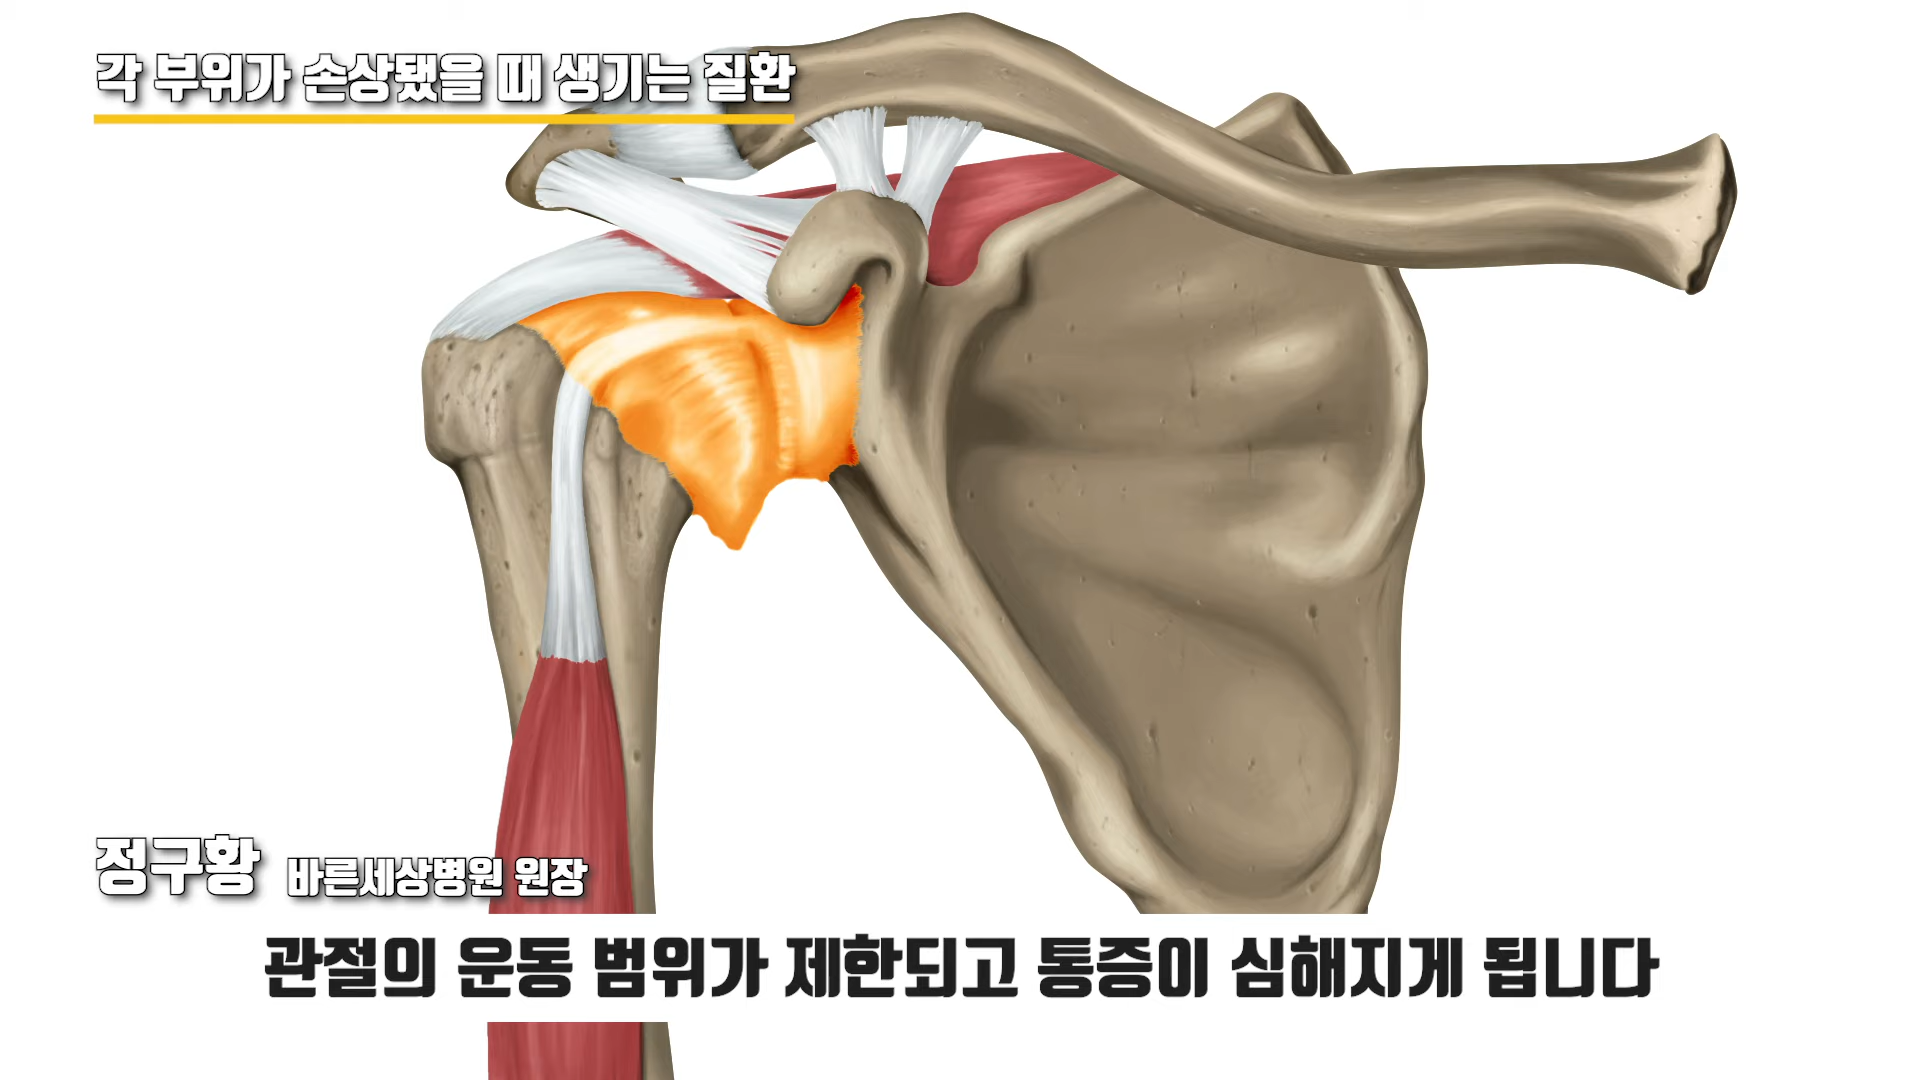 각 부위가 손상됐을 때 생기는 질환
정구황 바른세상병원 원장
관절의 운동 범위가 제한되고 통증이 심해지게 됩니다